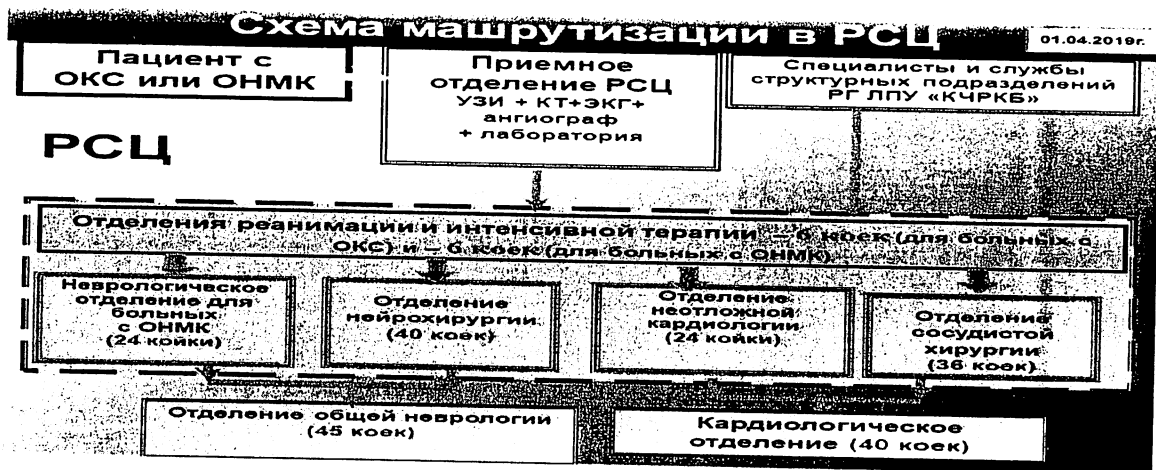 Схема машрутизации в РСЦ
01.04.2019г.
Пациент с
ОКС или ОНМК
Приемное
отделение РСЦ
УЗИ + КТ+ЭКГ+
ангиограф
+ лаборатория
Специалисты и службы
структурных подразделений
РГ ЛПУ «КЧРКБ»
РСЦ
Отделения реанимации и интенсивной терапии – 6 коек (для больных с
ОКС) и – 6 коек (для больных с ОНМК)
Неврологическое
отделение для
больных
с ОНМК
(24 койки)
Отделение
нейрохирургии
(40 коек)
Отделение
неотложной
кардиологии
(24 койки)
Отделение
сосудистой
хирургии
(36 коек)
Отделение общей неврологии
(45 коек)
Кардиологическое
отделение (40 коек)